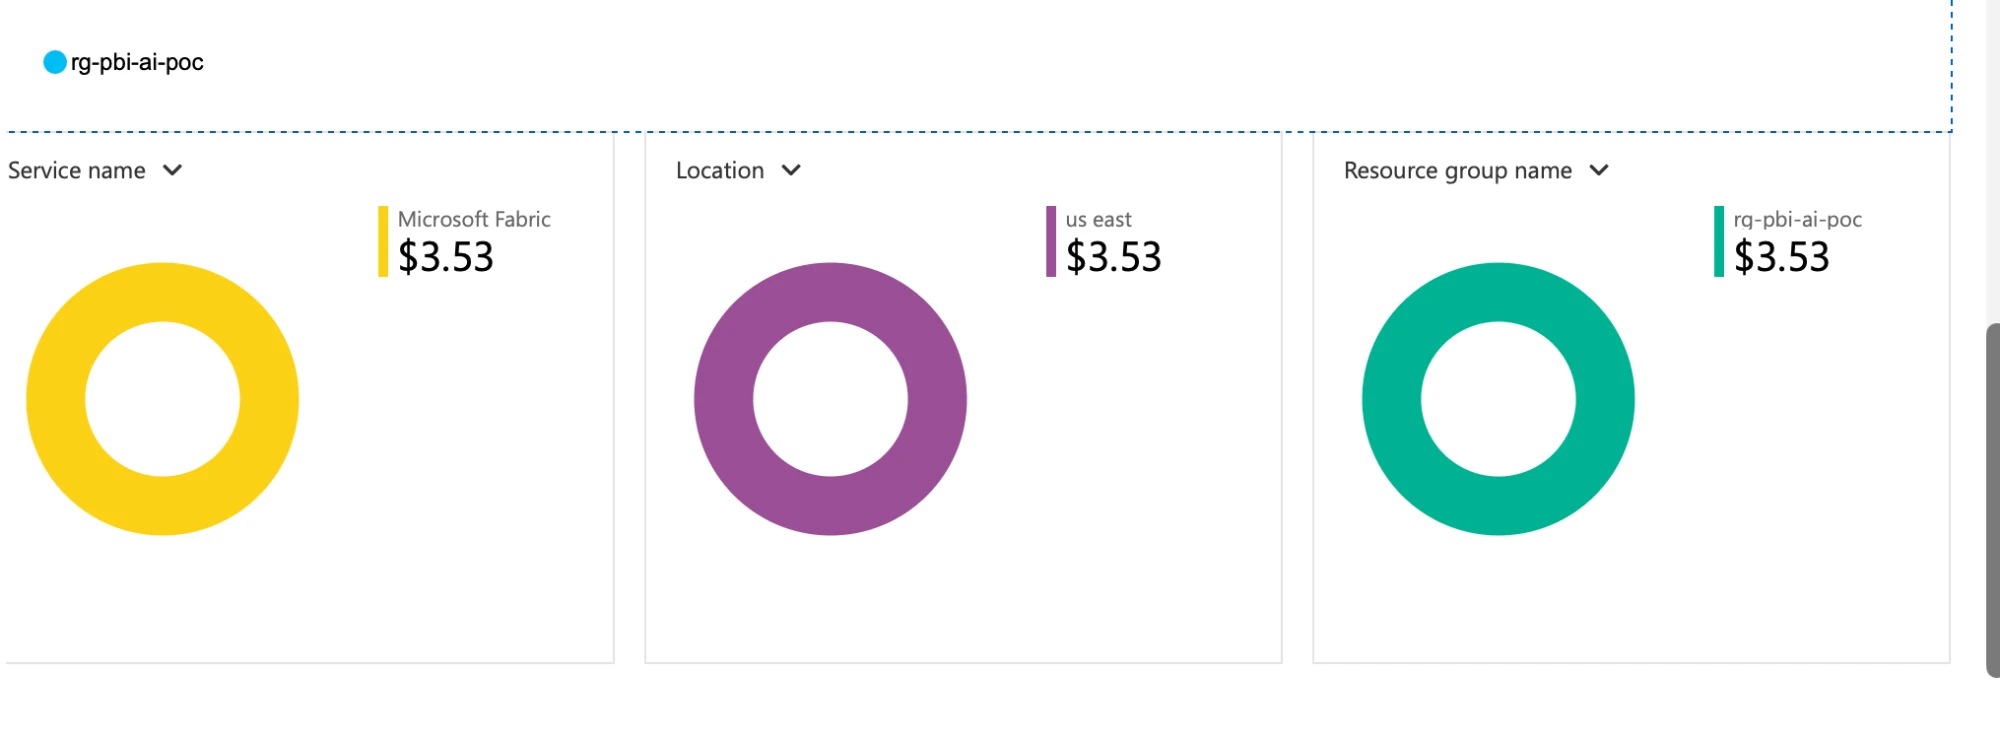 rg-pbi-ai-poc
Service name
Microsoft Fabric
$3.53
Location
us east
$3.53
Resource group name
rg-pbi-ai-poc
$3.53